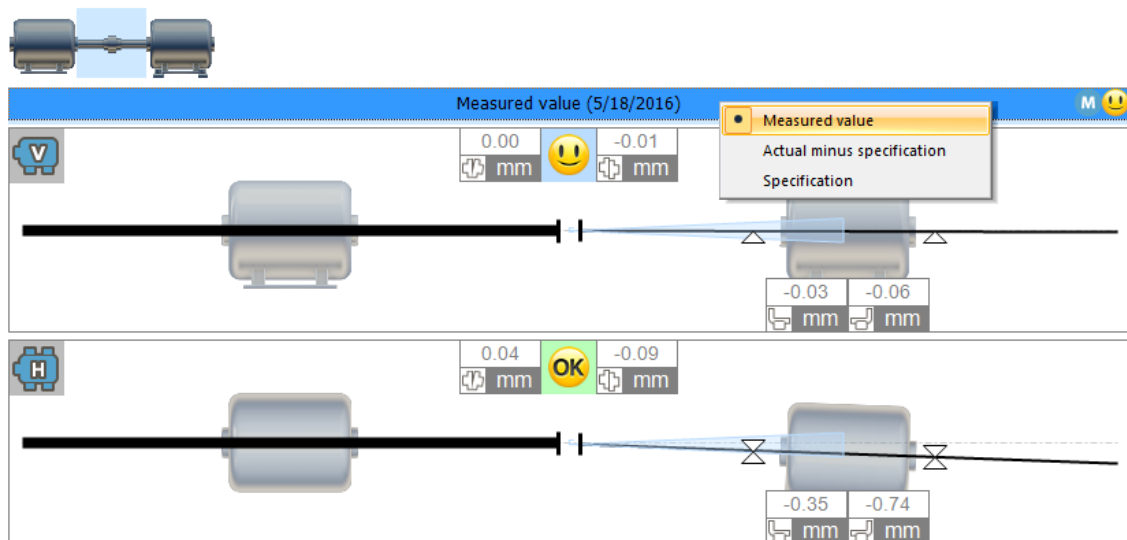 Measured value (5/18/2016)
M
Measured value
Actual minus specification
Specification
V
0.00
mm
-0.01
mm
-0.03
mm
-0.06
mm
H
0.04
mm
OK
-0.09
mm
-0.35
mm
-0.74
mm